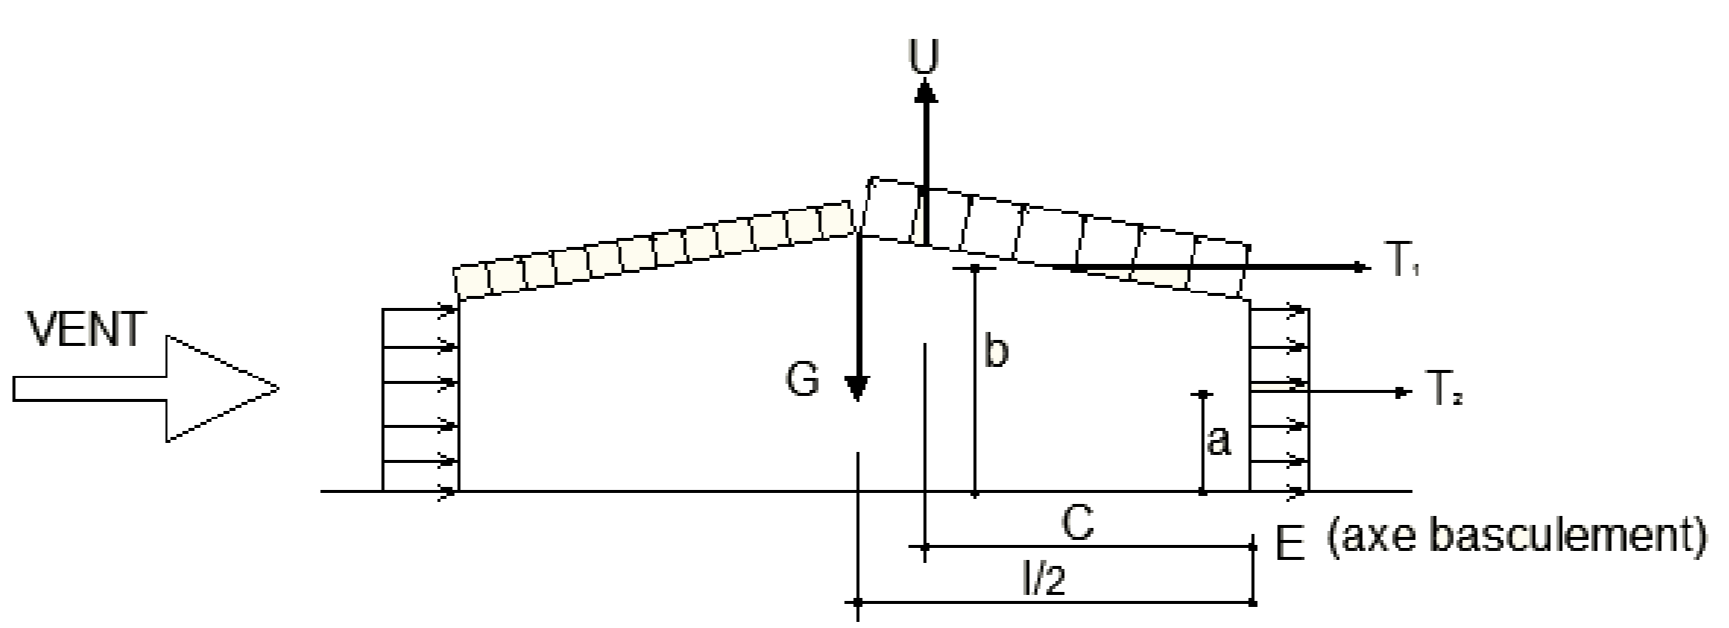 U
T₁
VENT
b
G
T₂
a
C
E (axe basculement)
l/2